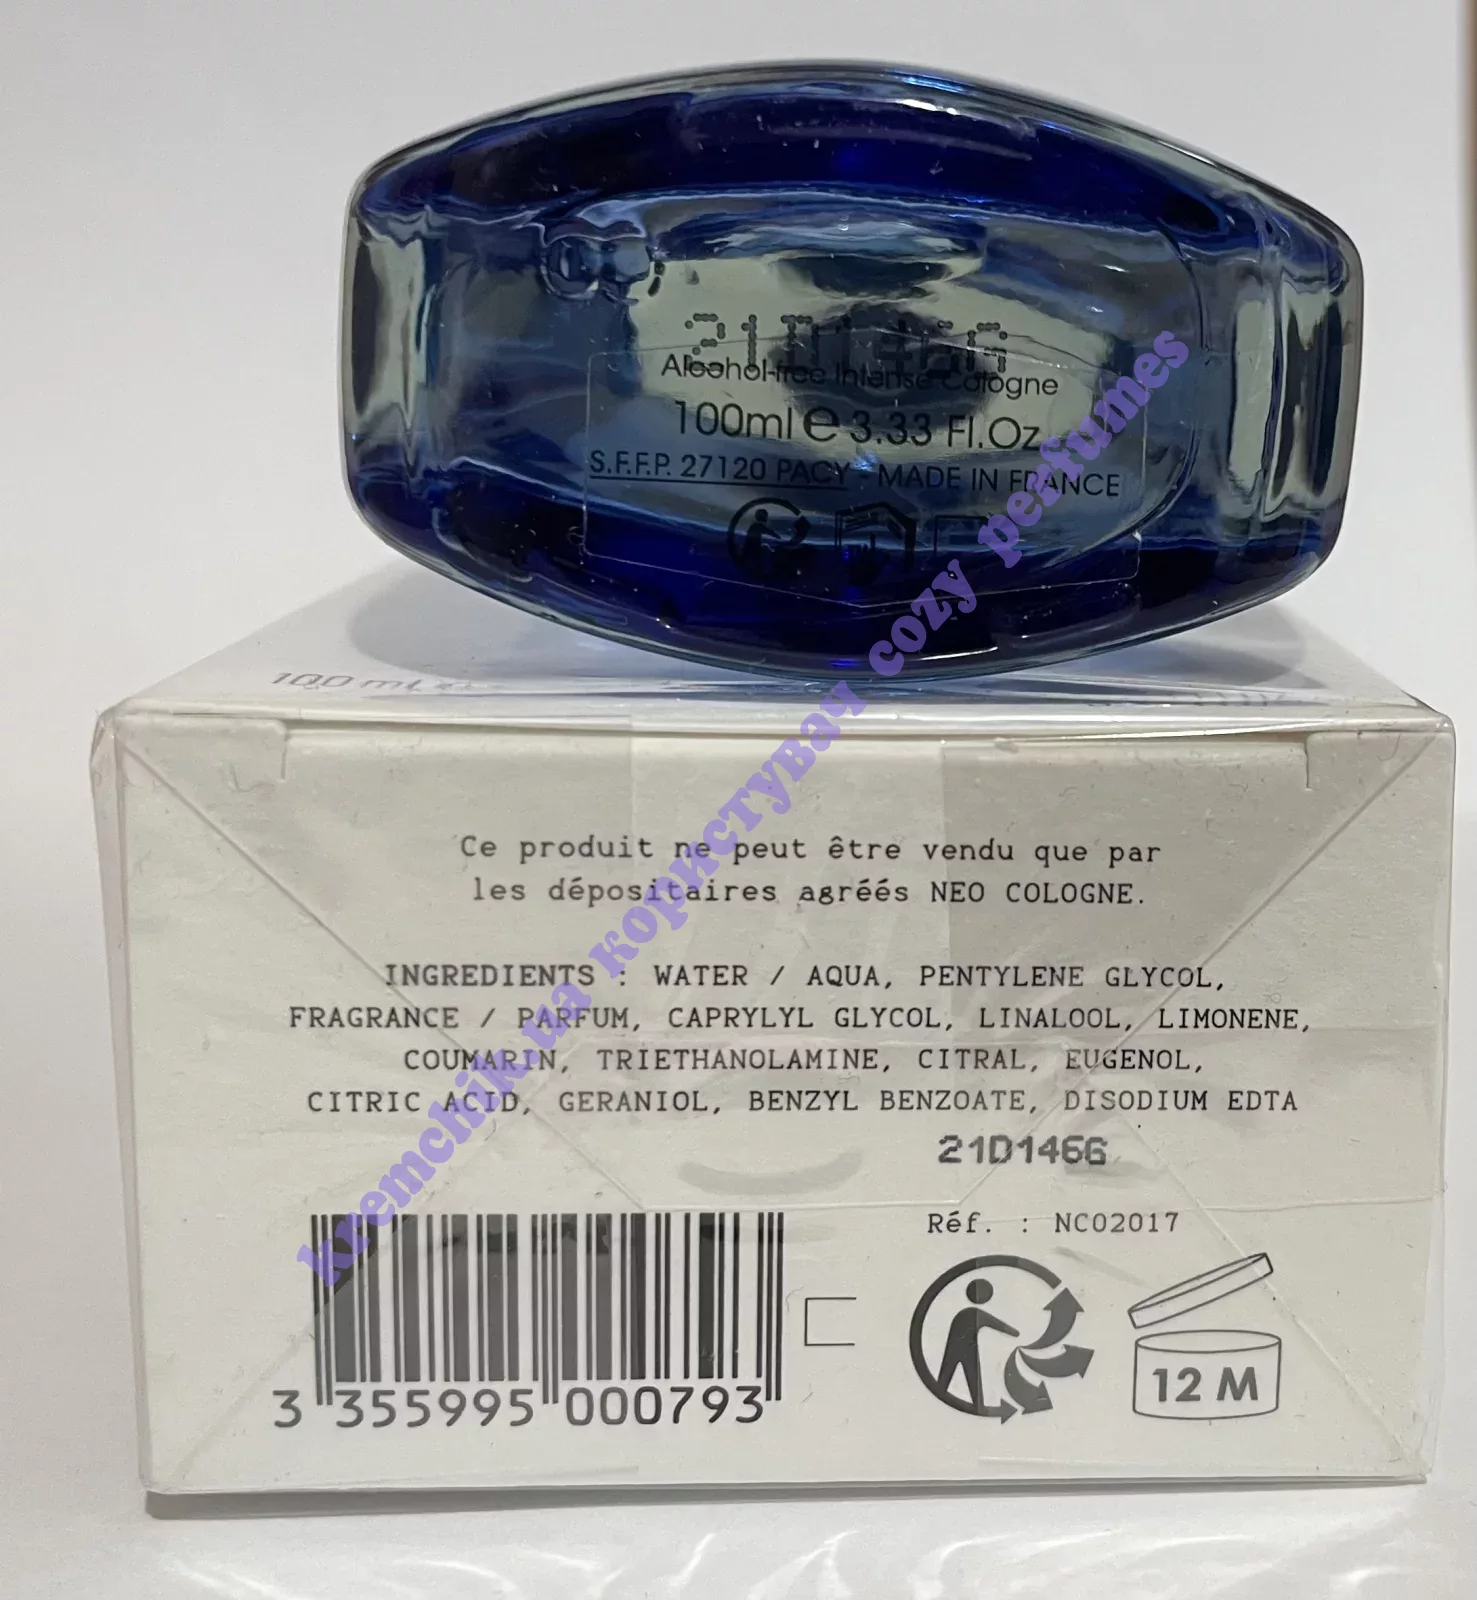 21D146G
Alcohol-free Intense Cologne
100ml e 3.33 Fl.Oz
S.F.F.P. 27120 PACY - MADE IN FRANCE
100 ml
Ce produit ne peut être vendu que par
les dépositaires agréés NEO COLOGNE.
INGREDIENTS : WATER / AQUA, PENTYLENE GLYCOL,
FRAGRANCE / PARFUM, CAPRYLYL GLYCOL, LINALOOL, LIMONENE,
COUMARIN, TRIETHANOLAMINE, CITRAL, EUGENOL,
CITRIC ACID, GERANIOL, BENZYL BENZOATE, DISODIUM EDTA
21D146G
Réf. : NC02017
12 M
3 355995 000793
kremchik.ua користувач cozy perfumes